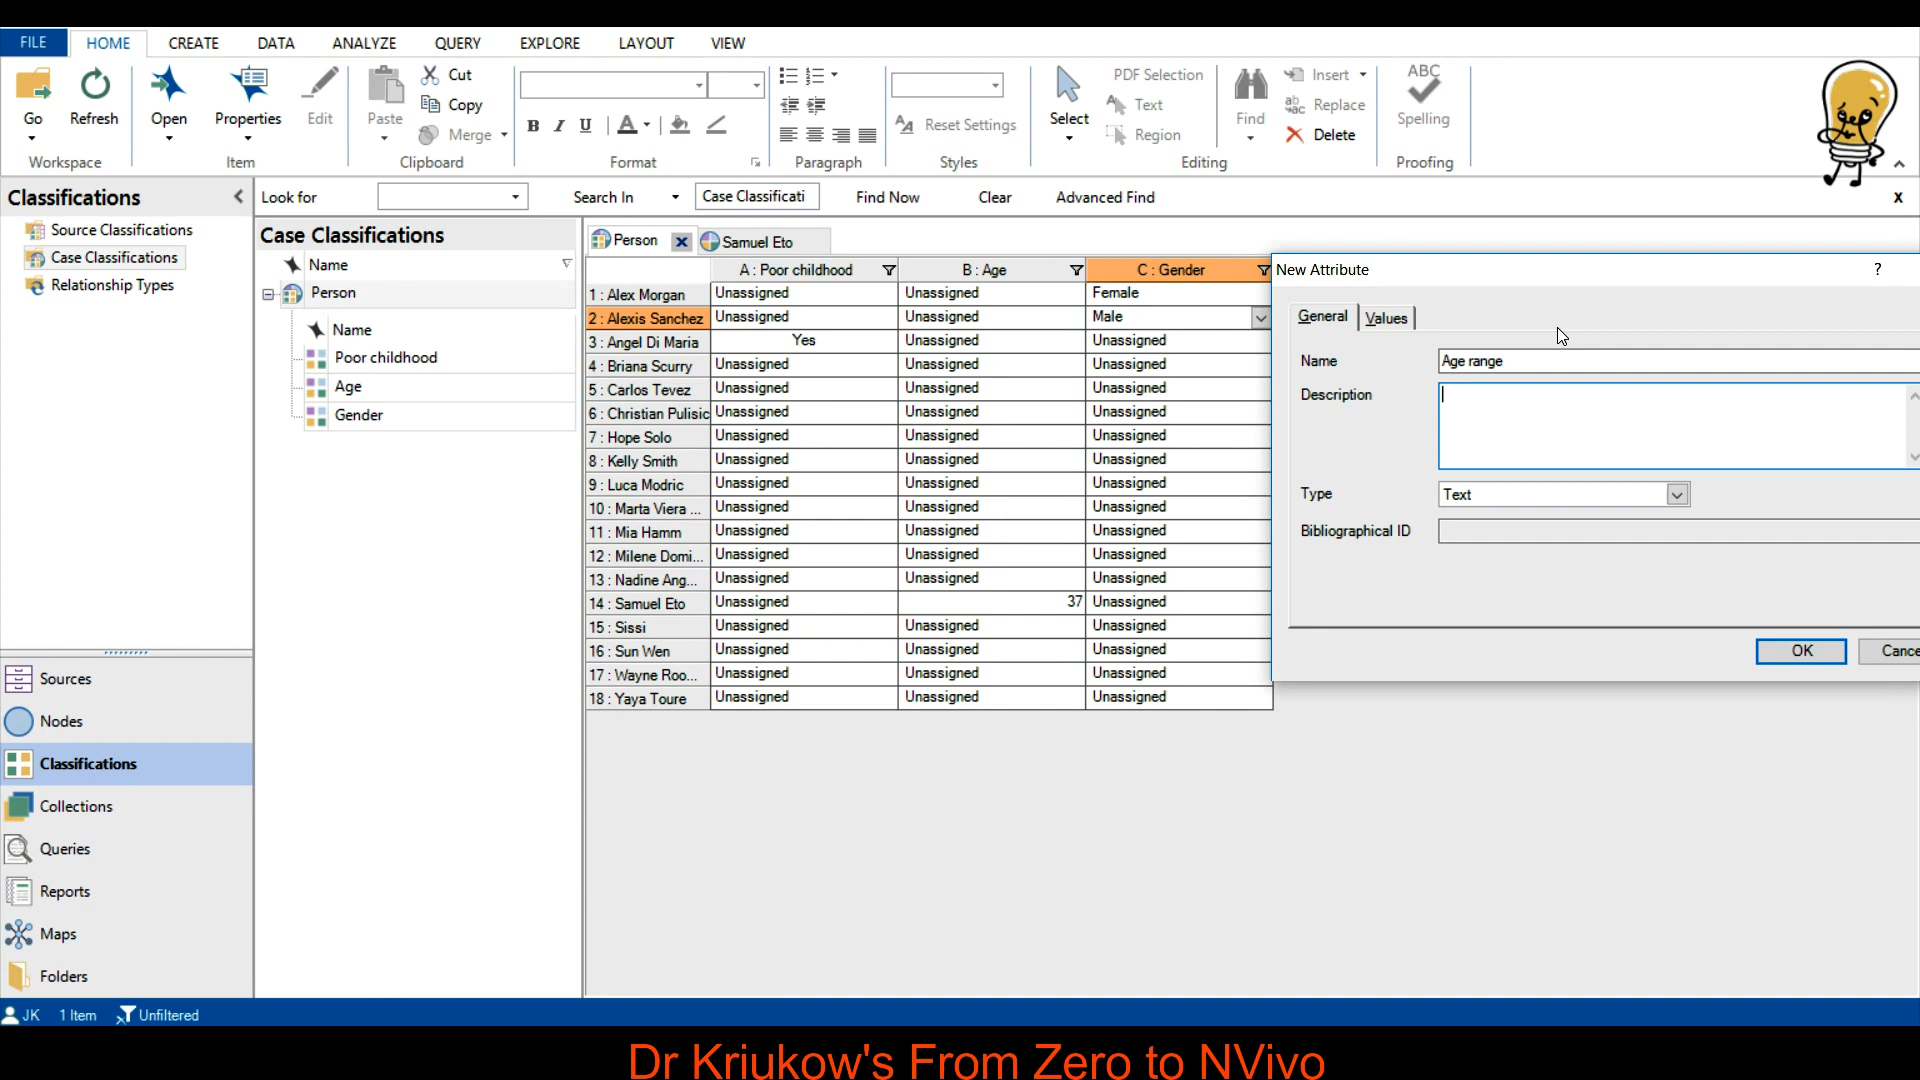 FILE HOME CREATE DATA ANALYZE QUERY EXPLORE LAYOUT VIEW
Go Refresh Open Properties Edit Paste Cut Copy Merge
Workspace Item Clipboard
B I U A
Format Paragraph
Reset Settings
Styles
Select PDF Selection Text Region
Find Insert Replace Delete
Editing
ABC
Spelling
Proofing
Classifications
Source Classifications
Case Classifications
Relationship Types
Look for Search In Case Classificati Find Now Clear Advanced Find x
Case Classifications
Name
Person
Name
Poor childhood
Age
Gender
Person Samuel Eto
A : Poor childhood B : Age C : Gender
1 : Alex Morgan Unassigned Unassigned Female
2 : Alexis Sanchez Unassigned Unassigned Male
3 : Angel Di Maria Yes Unassigned Unassigned
4 : Briana Scurry Unassigned Unassigned Unassigned
5 : Carlos Tevez Unassigned Unassigned Unassigned
6 : Christian Pulisic Unassigned Unassigned Unassigned
7 : Hope Solo Unassigned Unassigned Unassigned
8 : Kelly Smith Unassigned Unassigned Unassigned
9 : Luca Modric Unassigned Unassigned Unassigned
10 : Marta Viera ... Unassigned Unassigned Unassigned
11 : Mia Hamm Unassigned Unassigned Unassigned
12 : Milene Domi... Unassigned Unassigned Unassigned
13 : Nadine Ang... Unassigned Unassigned Unassigned
14 : Samuel Eto Unassigned 37 Unassigned
15 : Sissi Unassigned Unassigned Unassigned
16 : Sun Wen Unassigned Unassigned Unassigned
17 : Wayne Roo... Unassigned Unassigned Unassigned
18 : Yaya Toure Unassigned Unassigned Unassigned
New Attribute ?
General Values
Name Age range
Description
Type Text
Bibliographical ID
OK Cance
Sources
Nodes
Classifications
Collections
Queries
Reports
Maps
Folders
JK 1 Item Unfiltered
Dr Kriukow's From Zero to NVivo